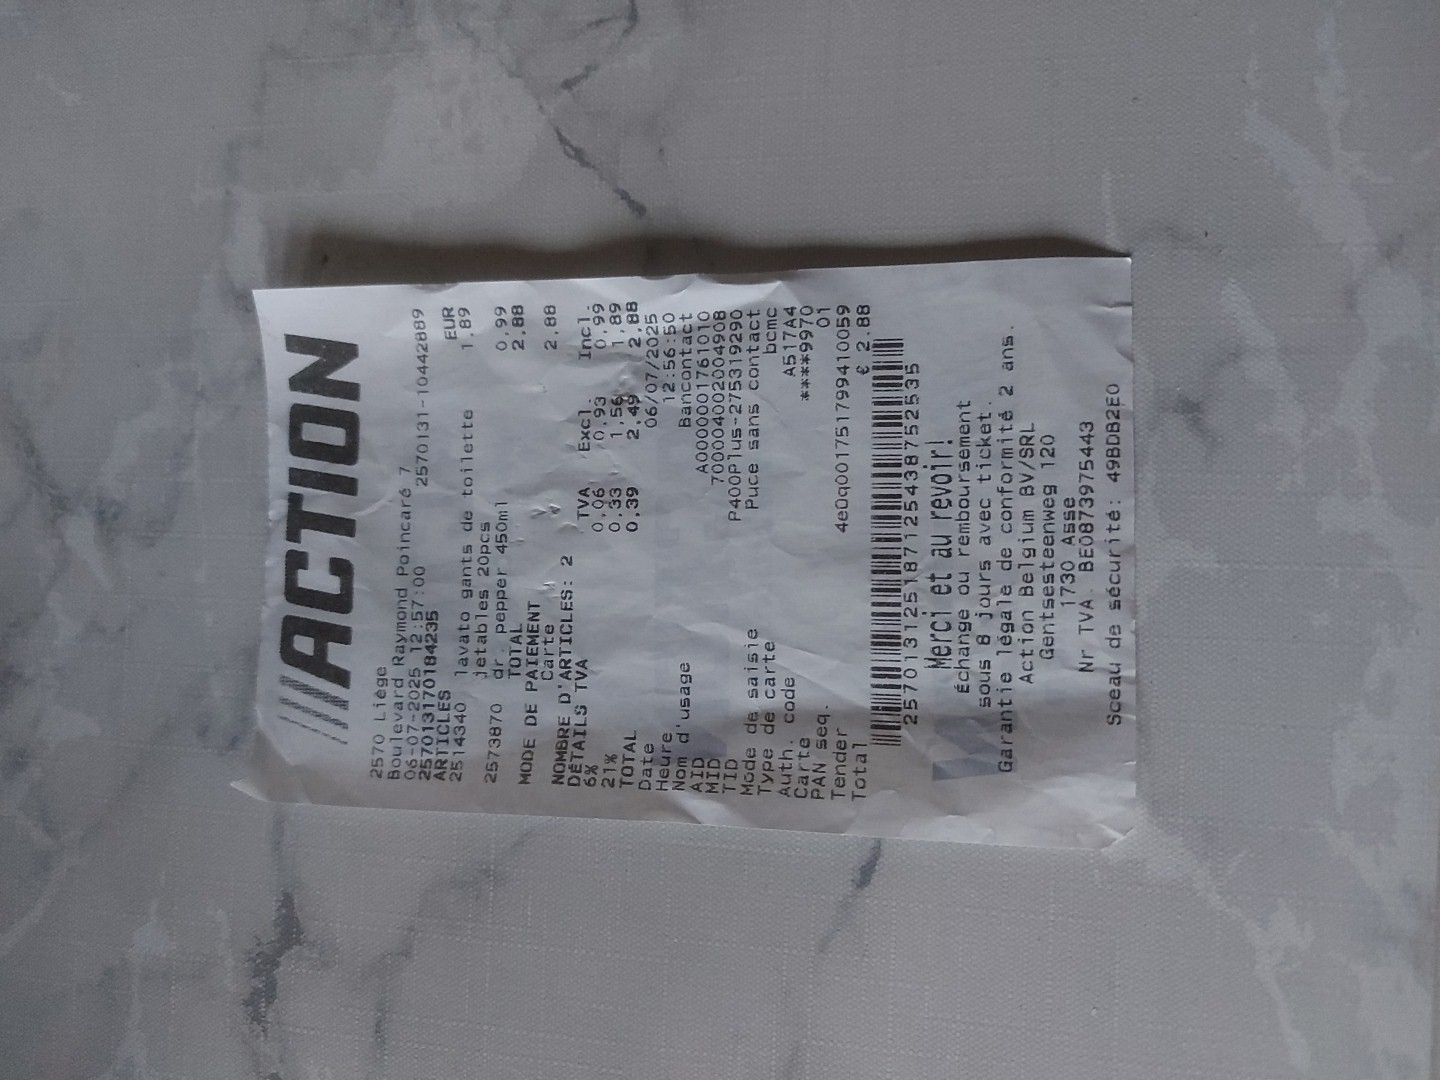 ACTION
2570 Liège
Boulevard Raymond Poincaré 7
06-07-2025 12:57:00 2570131-10442889
257013170184235
ARTICLES EUR
2514340 lavato gants de toilette 1,89
jetables 20pcs
2573870 dr. pepper 450ml 0,99
TOTAL 2,88
MODE DE PAIEMENT
Carte 2,88
NOMBRE D'ARTICLES: 2
DÉTAILS TVA TVA Excl. Incl.
6% 0,06 0,93 0,99
21% 0,33 1,56 1,89
TOTAL 0,39 2,49 2,88
Date 06/07/2025
Heure 12:56:50
Nom d'usage Bancontact
AID A0000001761010
MID 7000040020049​08
TID P400Plus-275319290
Mode de saisie Puce sans contact
Type de carte bcmc
Auth. code A517A4
Carte ****9970
PAN seq. 01
Tender 4e0q001751799410059
Total € 2.88
2570131251871254387525​35
Merci et au revoir!
Échange ou remboursement
sous 8 jours avec ticket.
Garantie légale de conformité 2 ans.
Action Belgium BV/SRL
Gentsesteenweg 120
1730 Asse
Nr TVA. BE0873975443
Sceau de sécurité: 49BDB2E0